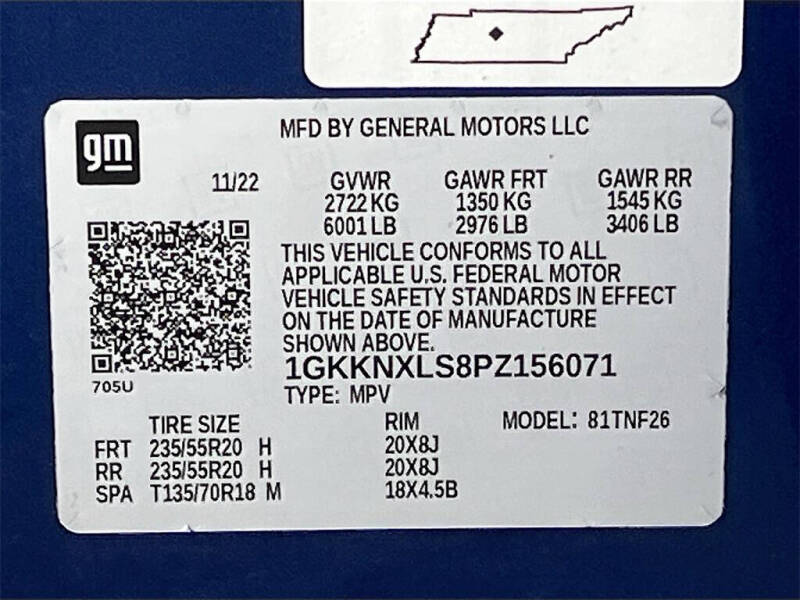 gm
MFD BY GENERAL MOTORS LLC
11/22 GVWR GAWR FRT GAWR RR
2722 KG 1350 KG 1545 KG
6001 LB 2976 LB 3406 LB
THIS VEHICLE CONFORMS TO ALL
APPLICABLE U.S. FEDERAL MOTOR
VEHICLE SAFETY STANDARDS IN EFFECT
ON THE DATE OF MANUFACTURE
SHOWN ABOVE.
1GKKNXLS8PZ156071
705U
TYPE: MPV
TIRE SIZE RIM MODEL: 81TNF26
FRT 235/55R20 H 20X8J
RR 235/55R20 H 20X8J
SPA T135/70R18 M 18X4.5B